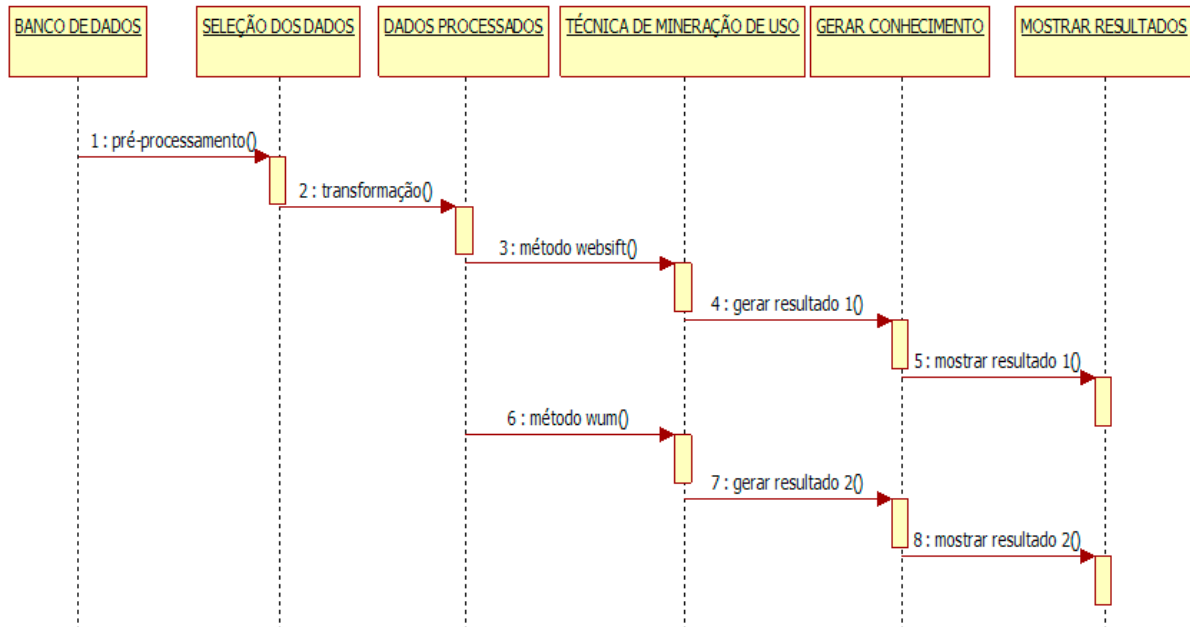 BANCO DE DADOS
SELEÇÃO DOS DADOS
DADOS PROCESSADOS
TÉCNICA DE MINERAÇÃO DE USO
GERAR CONHECIMENTO
MOSTRAR RESULTADOS
1 : pré-processamento()
2 : transformação()
3 : método websift()
4 : gerar resultado 1()
5 : mostrar resultado 1()
6 : método wum()
7 : gerar resultado 2()
8 : mostrar resultado 2()